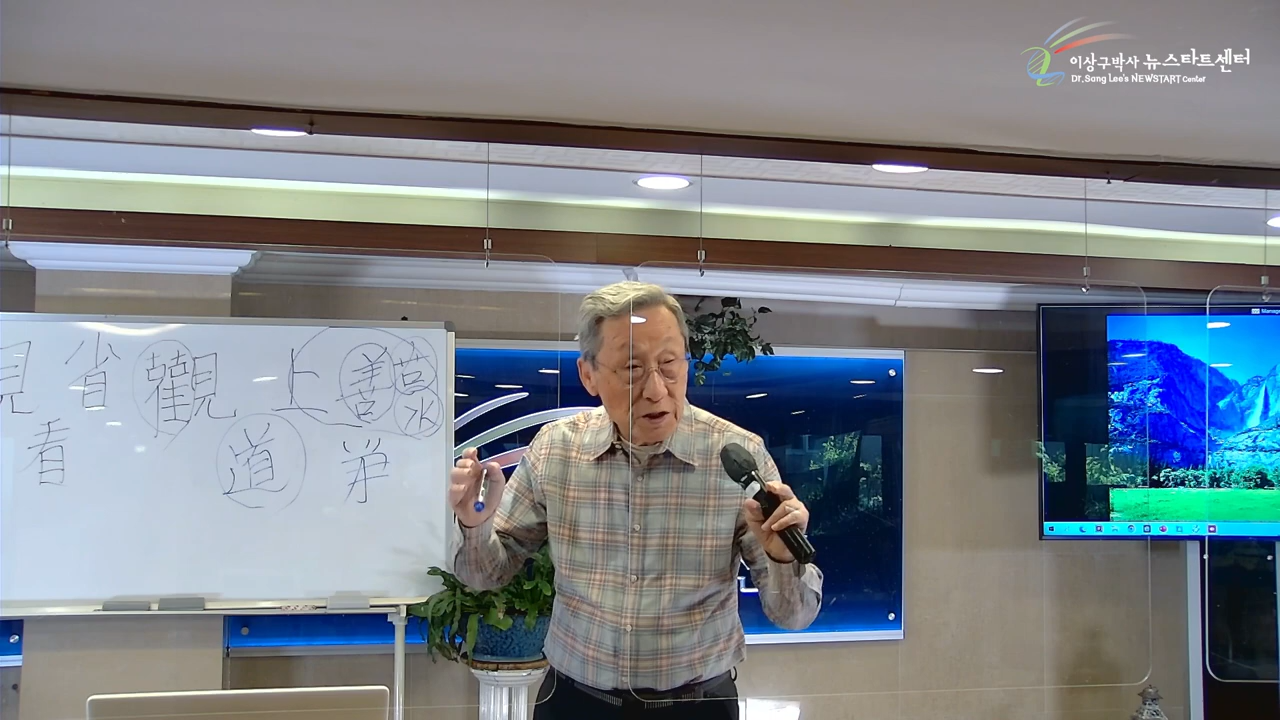 이상구박사 뉴스타트센터
Dr. Sang Lee's NEWSTART Center
見 省 觀 上 善 若 水
看 道 爭